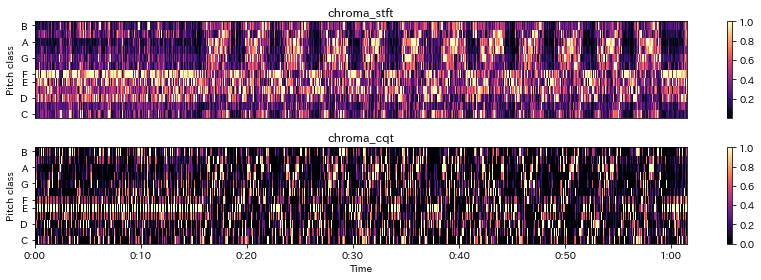 chroma_stft
Pitch class
B
A
G
F
E
D
C
1.0
0.8
0.6
0.4
0.2
chroma_cqt
Pitch class
B
A
G
F
E
D
C
1.0
0.8
0.6
0.4
0.2
0.0
0:00 0:10 0:20 0:30 0:40 0:50 1:00
Time